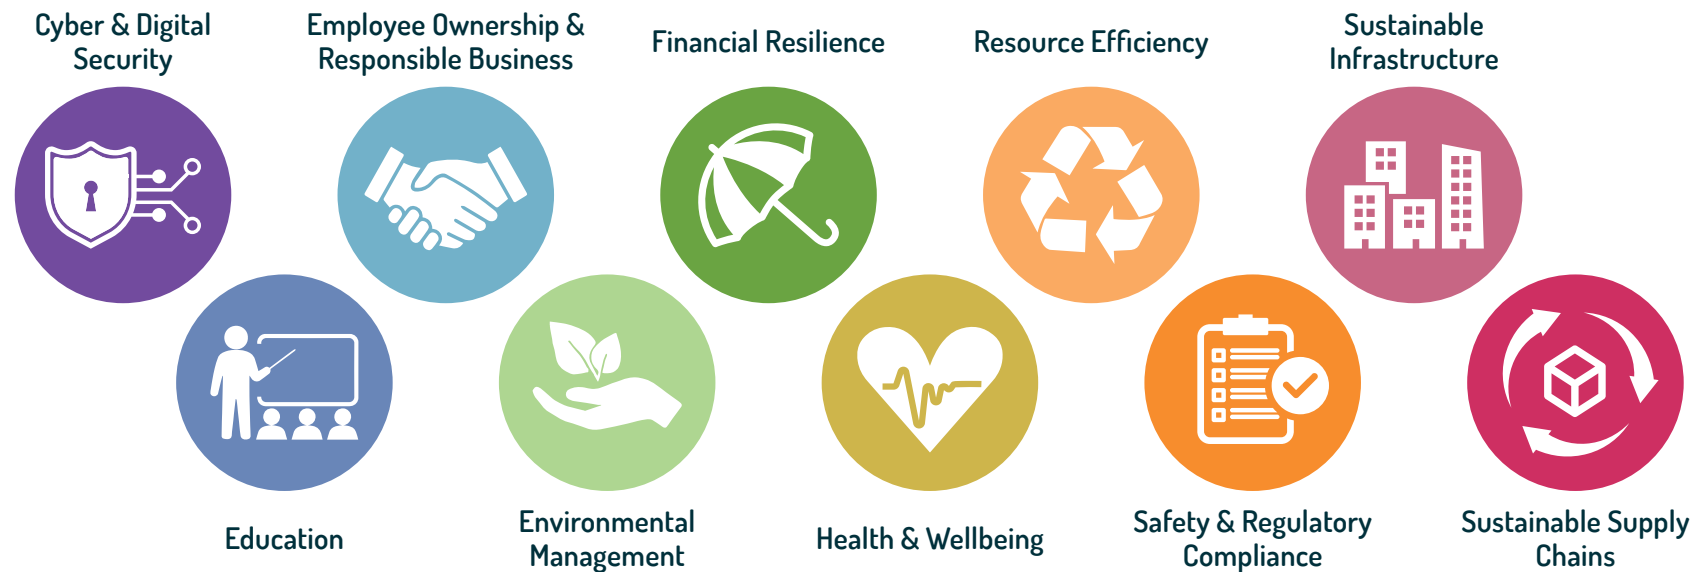 Cyber & Digital
Security
Employee Ownership &
Responsible Business
Financial Resilience
Resource Efficiency
Sustainable
Infrastructure
Education
Environmental
Management
Health & Wellbeing
Safety & Regulatory
Compliance
Sustainable Supply
Chains